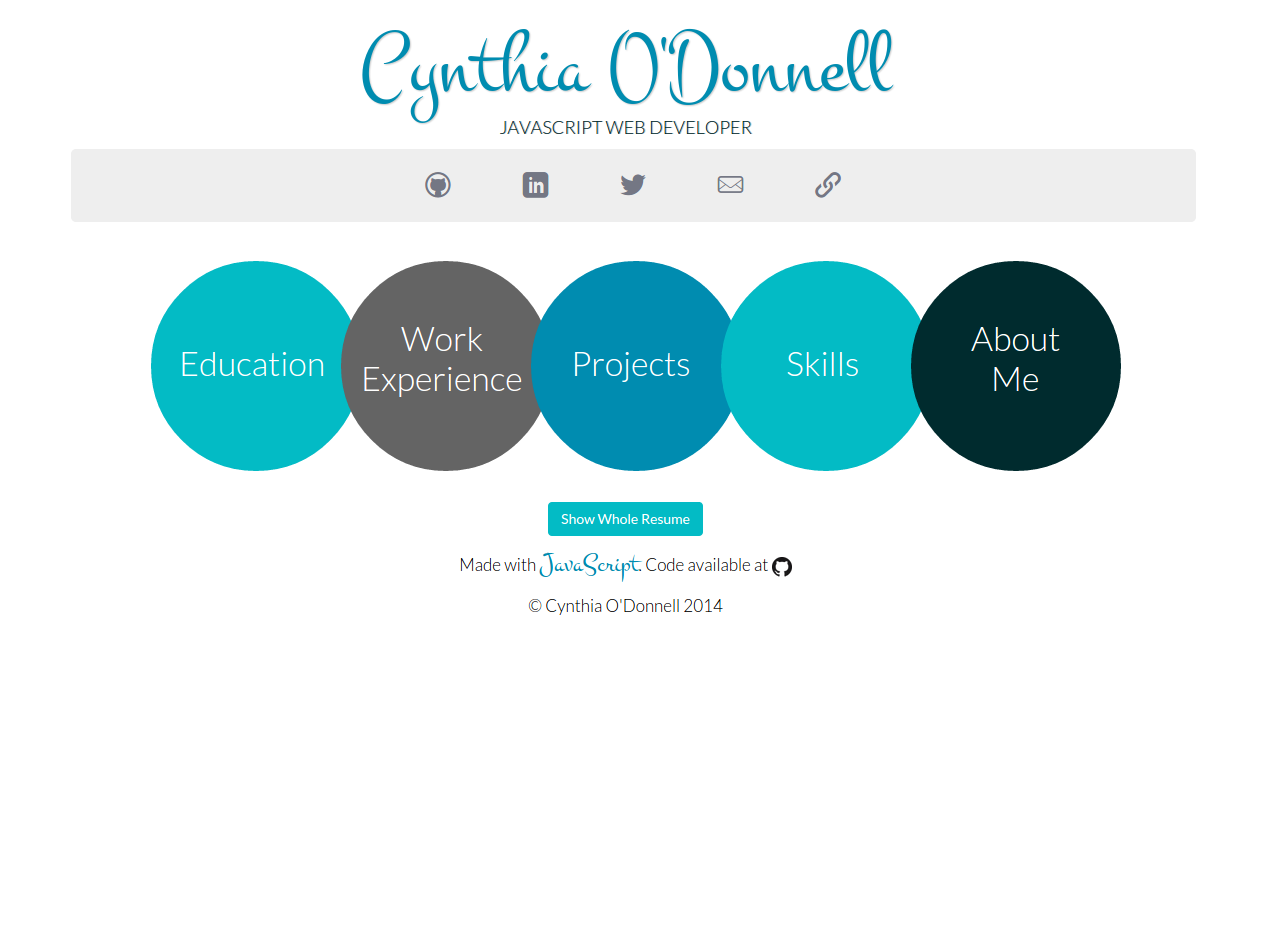 Cynthia O'Donnell
JAVASCRIPT WEB DEVELOPER
in
Education
Work
Experience
Projects
Skills
About
Me
Show Whole Resume
Made with JavaScript. Code available at
© Cynthia O'Donnell 2014